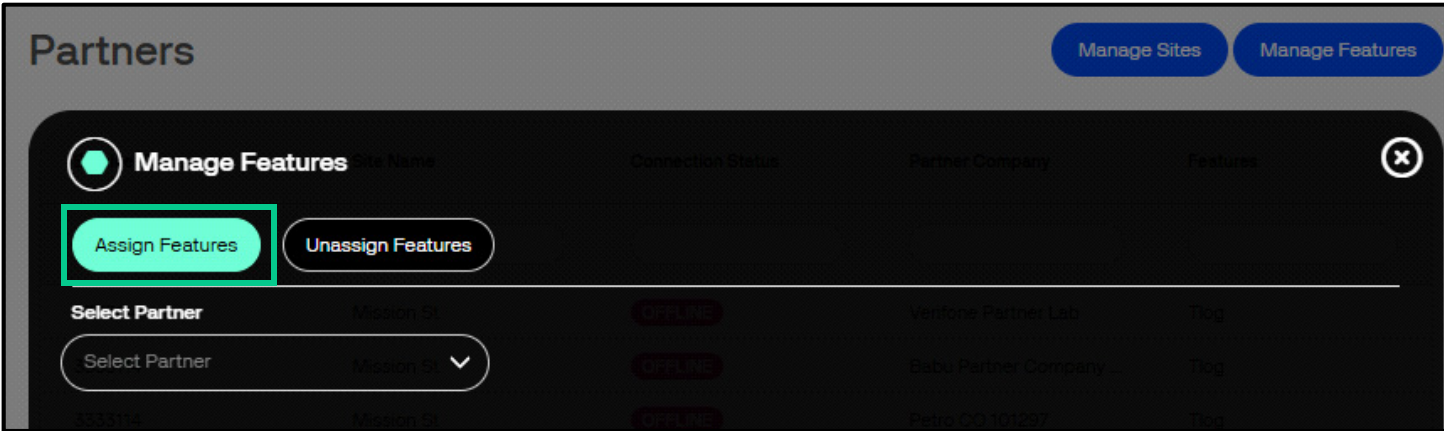 Partners
Manage Sites Manage Features
Manage Features
Site Name Connection Status Partner Company Features
Assign Features Unassign Features
Select Partner
Mission St OFFLINE Verifone Partner Lab Tlog
Select Partner
Mission St OFFLINE Babu Partner Company ... Tlog
3333114 Mission St OFFLINE Petro CO 101297 Tlog